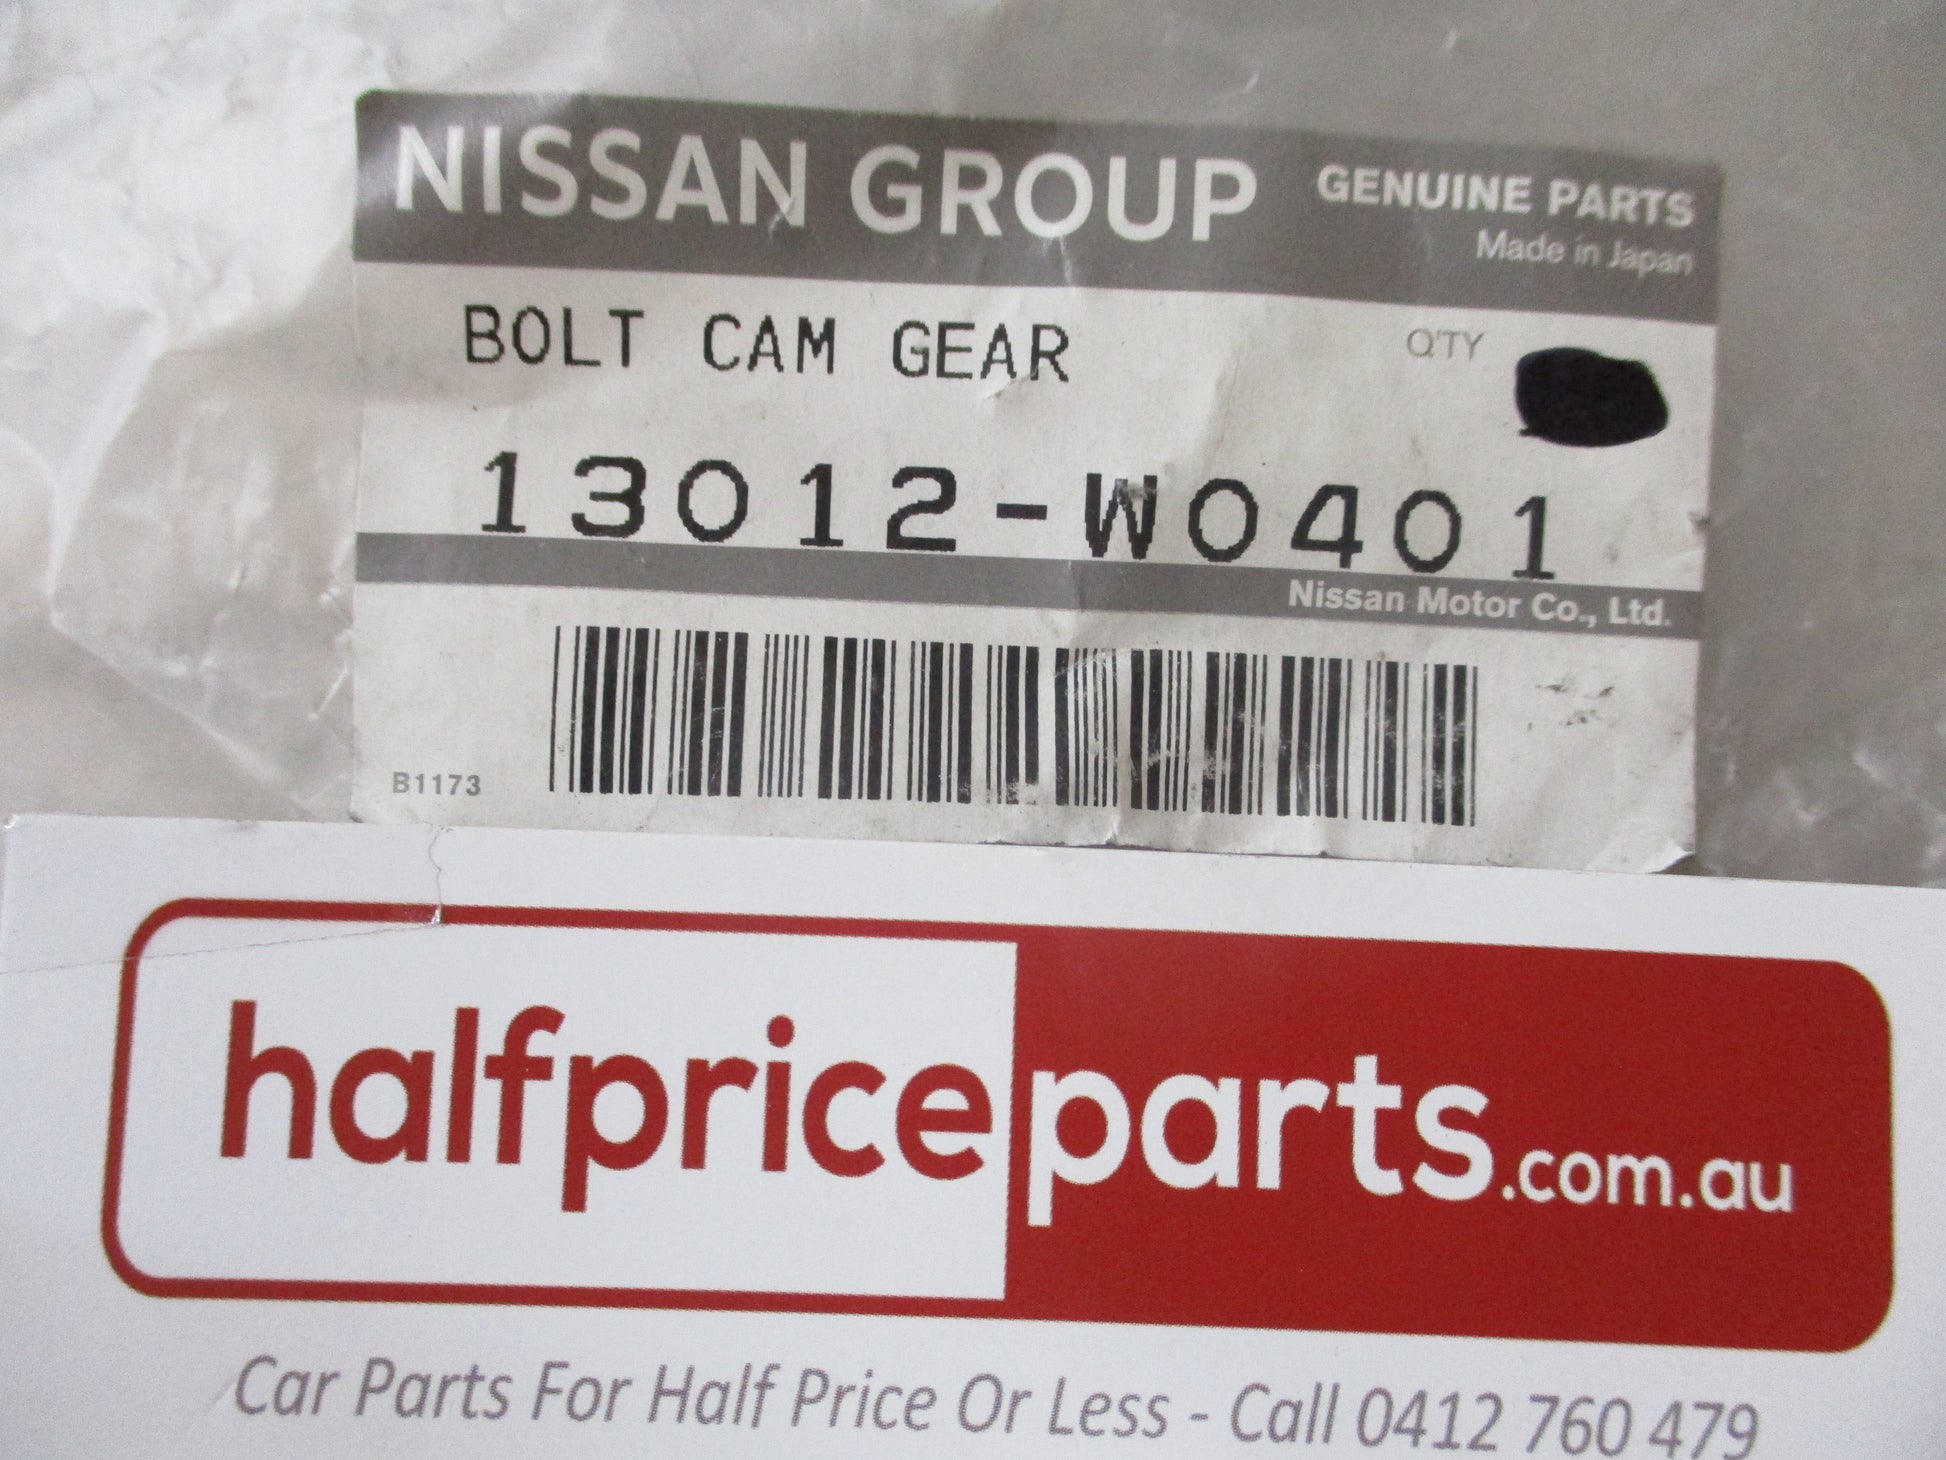 NISSAN GROUP GENUINE PARTS
Made in Japan
BOLT CAM GEAR Q'TY
13012-W0401
Nissan Motor Co., Ltd.
B1173
halfpriceparts.com.au
Car Parts For Half Price Or Less - Call 0412 760 479